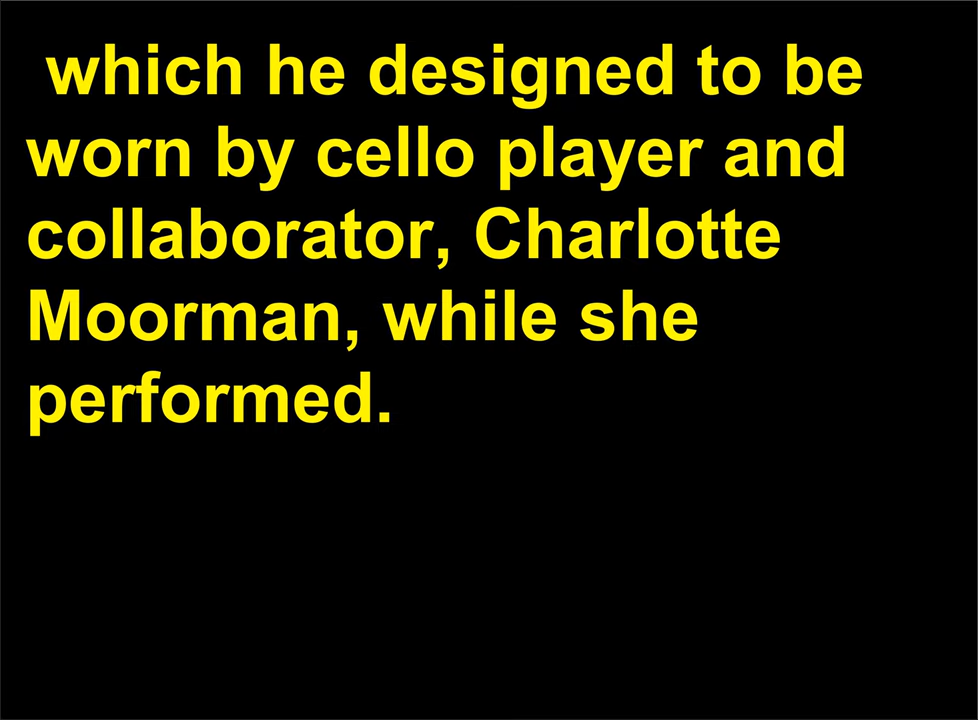 which he designed to be
worn by cello player and
collaborator, Charlotte
Moorman, while she
performed.